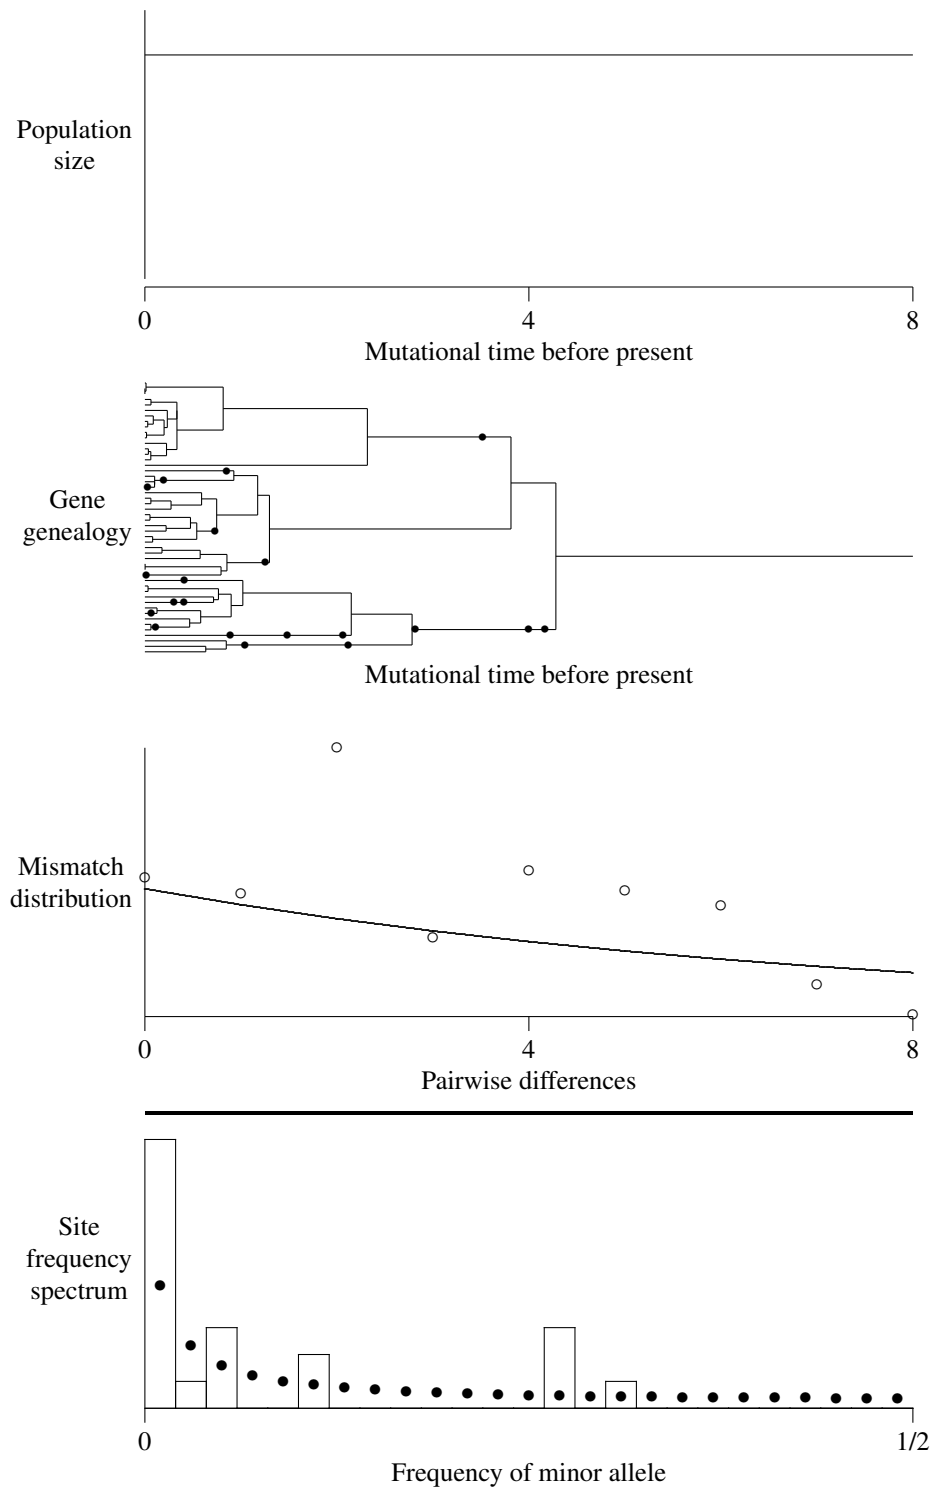 Population
size
0 4 8
Mutational time before present
Gene
genealogy
Mutational time before present
Mismatch
distribution
0 4 8
Pairwise differences
Site
frequency
spectrum
0 1/2
Frequency of minor allele